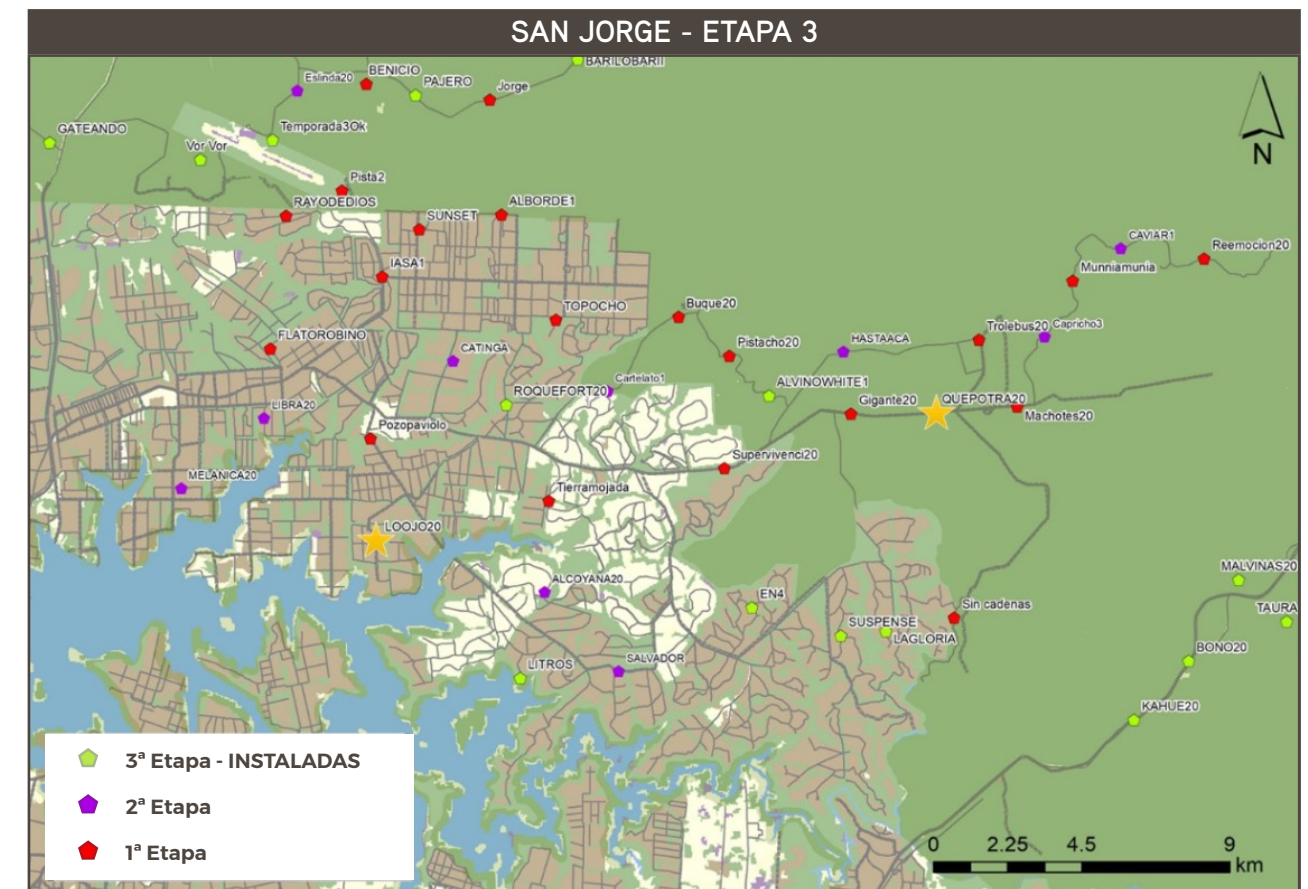 SAN JORGE - ETAPA 3
BARILOBARII
BENICIO
Eslinda20
PAJERO
Jorge
GATEANDO
Temporada3Ok
Vor Vor
N
Pista2
RAYODEDIOS
ALBORDE1
SUNSET
CAVIAR1
Reemocion20
IASA1
Munniamunia
TOPOCHO
Buque20
Trolebus20
Capricho3
FLATOROBINO
Pistacho20
HASTAACA
CATINGA
Cartelato1
ALVINOWHITE1
ROQUEFORT20
Gigante20
QUEPOTRA20
LIBRA20
Machotes20
Pozopaviolo
Supervivenci20
MELANICA20
Tierramojada
LOOJO20
MALVINAS20
ALCOYANA20
EN4
Sin cadenas
TAURA
SUSPENSE
LAGLORIA
BONO20
SALVADOR
LITROS
KAHUE20
3ª Etapa - INSTALADAS
2ª Etapa
1ª Etapa
0 2.25 4.5 9
km